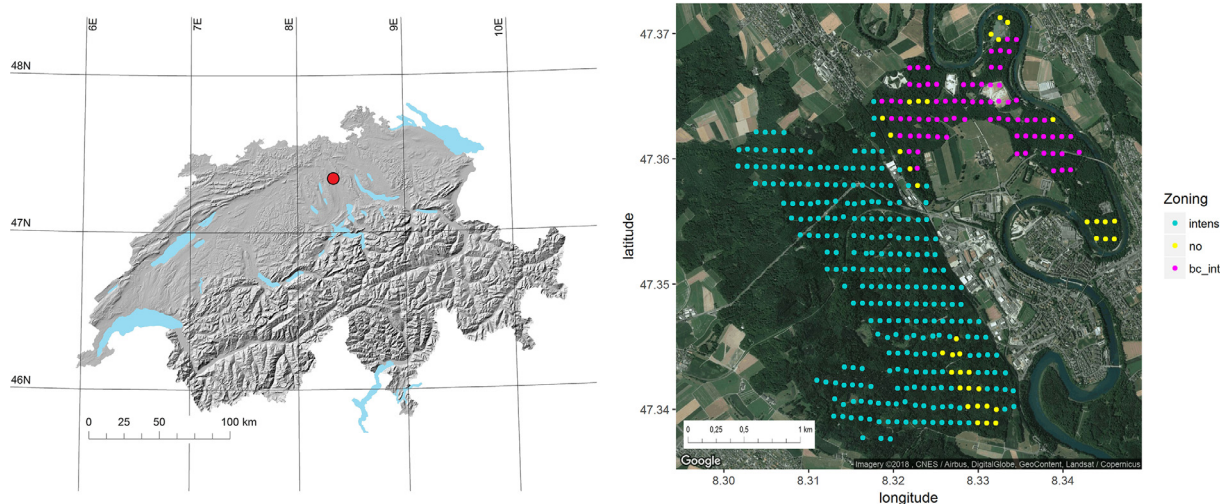 6E
7E
8E
9E
10E
48N
47N
46N
0 25 50 100 km
47.37
47.36
47.35
47.34
latitude
Zoning
intens
no
bc_int
0 0,25 0,5 1 km
Google
Imagery ©2018 , CNES / Airbus, DigitalGlobe, GeoContent, Landsat / Copernicus
8.30 8.31 8.32 8.33 8.34
longitude